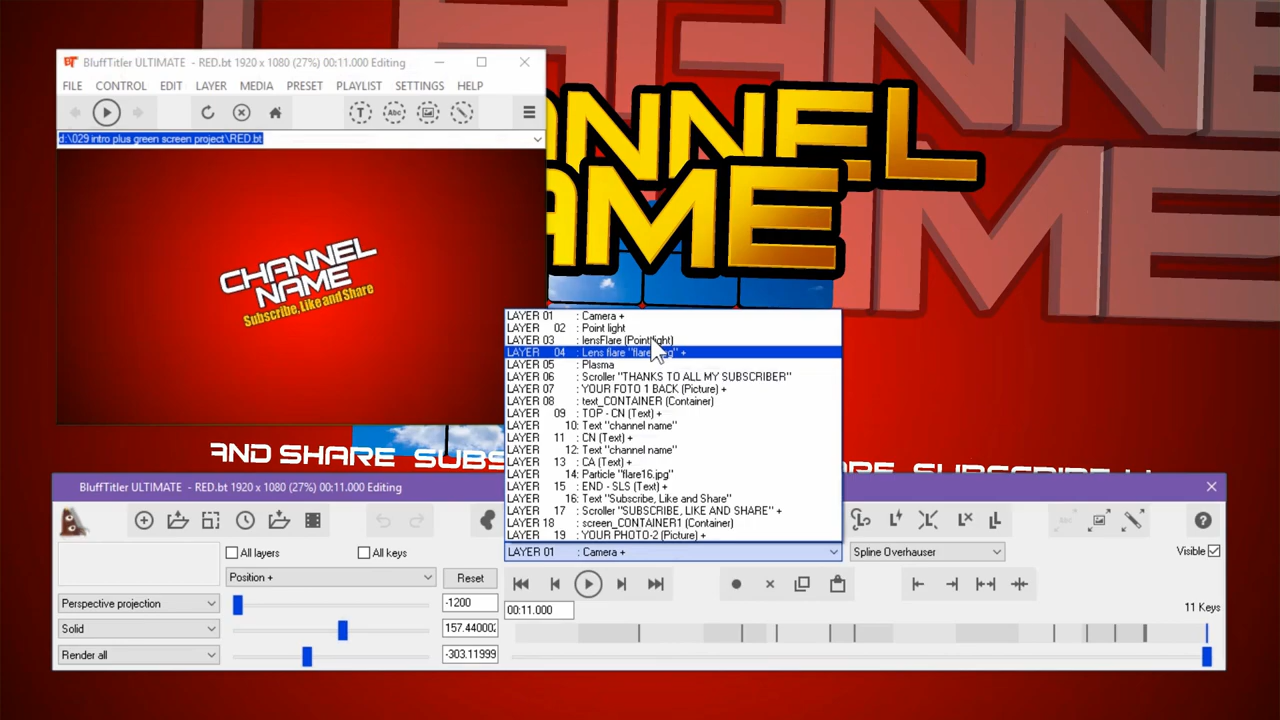 CHANNEL
NAME
BluffTitler ULTIMATE - RED.bt 1920 x 1080 (27%) 00:11.000 Editing
FILE CONTROL EDIT LAYER MEDIA PRESET PLAYLIST SETTINGS HELP
T Abc
d:\029 intro plus green screen project\RED.bt
ANNEL
AME
CHANNEL
NAME
Subscribe, Like and Share
LAYER 01 : Camera +
LAYER 02 : Point light
LAYER 03 : lensFlare (Pointlight)
LAYER 04 : Lens flare
LAYER 05 : Plasma
LAYER 06 : Scroller "THANKS TO ALL MY SUBSCRIBER"
LAYER 07 : YOUR FOTO 1 BACK (Picture) +
LAYER 08 : text_CONTAINER (Container)
LAYER 09 : TOP - CN (Text) +
LAYER 10: Text "channel name"
LAYER 11 : CN (Text) +
LAYER 12: Text "channel name"
LAYER 13 : CA (Text) +
LAYER 14: Particle "flare16.jpg"
LAYER 15 : END - SLS (Text) +
LAYER 16: Text "Subscribe, Like and Share"
LAYER 17 : Scroller "SUBSCRIBE, LIKE AND SHARE" +
LAYER 18 : screen_CONTAINER1 (Container)
LAYER 19 : YOUR PHOTO-2 (Picture) +
AND SHARE SUBS
BluffTitler ULTIMATE - RED.bt 1920 x 1080 (27%) 00:11.000 Editing
All layers All keys LAYER 01 : Camera + Spline Overhauser Visible
Position + Reset
Perspective projection -1200 00:11.000 11 Keys
Solid 157.44000
Render all -303.11999